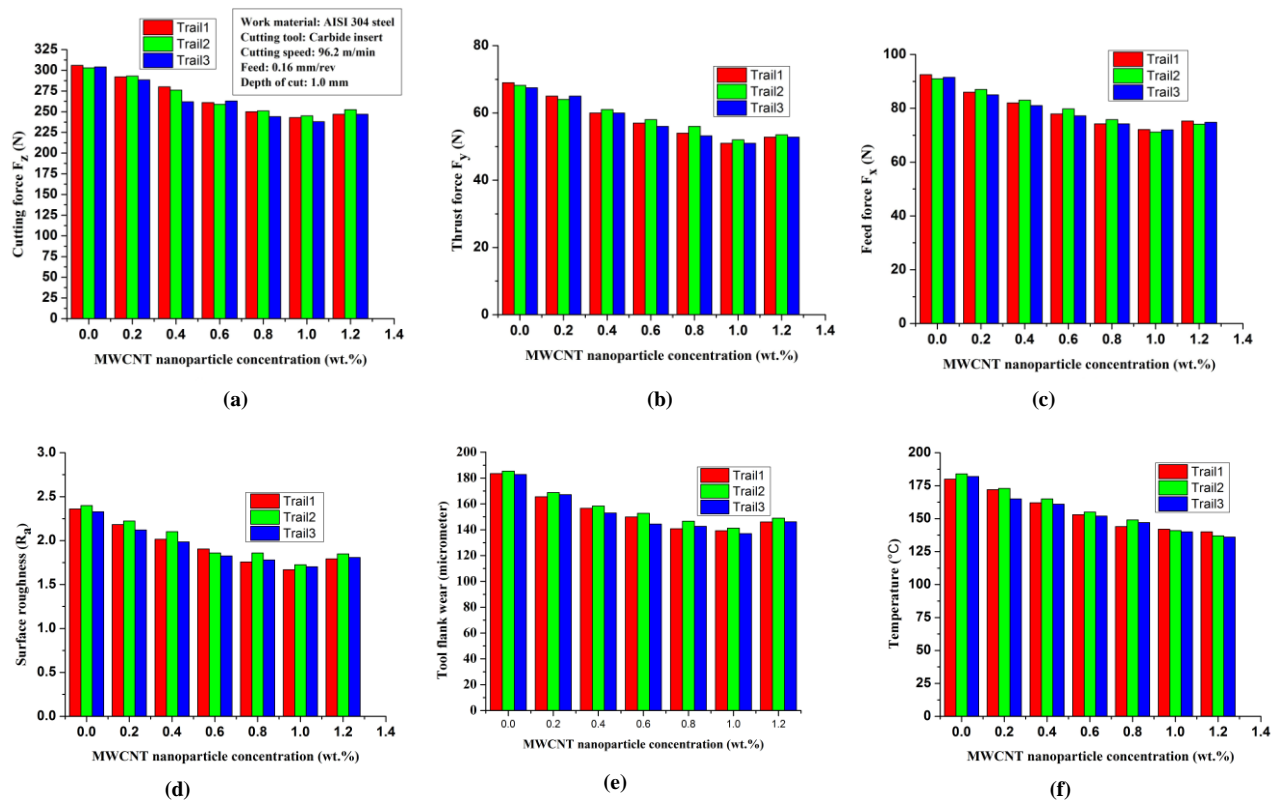 Trail1
Trail2
Trail3
Work material: AISI 304 steel
Cutting tool: Carbide insert
Cutting speed: 96.2 m/min
Feed: 0.16 mm/rev
Depth of cut: 1.0 mm
Cutting force FZ (N)
325
300
275
250
225
200
175
150
125
100
75
50
25
0
0.0 0.2 0.4 0.6 0.8 1.0 1.2 1.4
MWCNT nanoparticle concentration (wt.%)
(a)
Trail1
Trail2
Trail3
Thrust force Fy (N)
80
60
40
20
0
0.0 0.2 0.4 0.6 0.8 1.0 1.2 1.4
MWCNT nanoparticle concentration (wt.%)
(b)
Trail1
Trail2
Trail3
Feed force Fx (N)
100
80
60
40
20
0
0.0 0.2 0.4 0.6 0.8 1.0 1.2 1.4
MWCNT nanoparticle concentration (wt.%)
(c)
Trail1
Trail2
Trail3
Surface roughness (Ra)
3.0
2.5
2.0
1.5
1.0
0.5
0.0
0.0 0.2 0.4 0.6 0.8 1.0 1.2 1.4
MWCNT nanoparticle concentration (wt.%)
(d)
Trail1
Trail2
Trail3
Tool flank wear (micrometer)
200
180
160
140
120
100
80
60
40
20
0
0.0 0.2 0.4 0.6 0.8 1.0 1.2
MWCNT nanoparticle concentration (wt.%)
(e)
Trail1
Trail2
Trail3
Temperature (°C)
200
175
150
125
100
75
50
25
0
0.0 0.2 0.4 0.6 0.8 1.0 1.2 1.4
MWCNT nanoparticle concentration (wt.%)
(f)